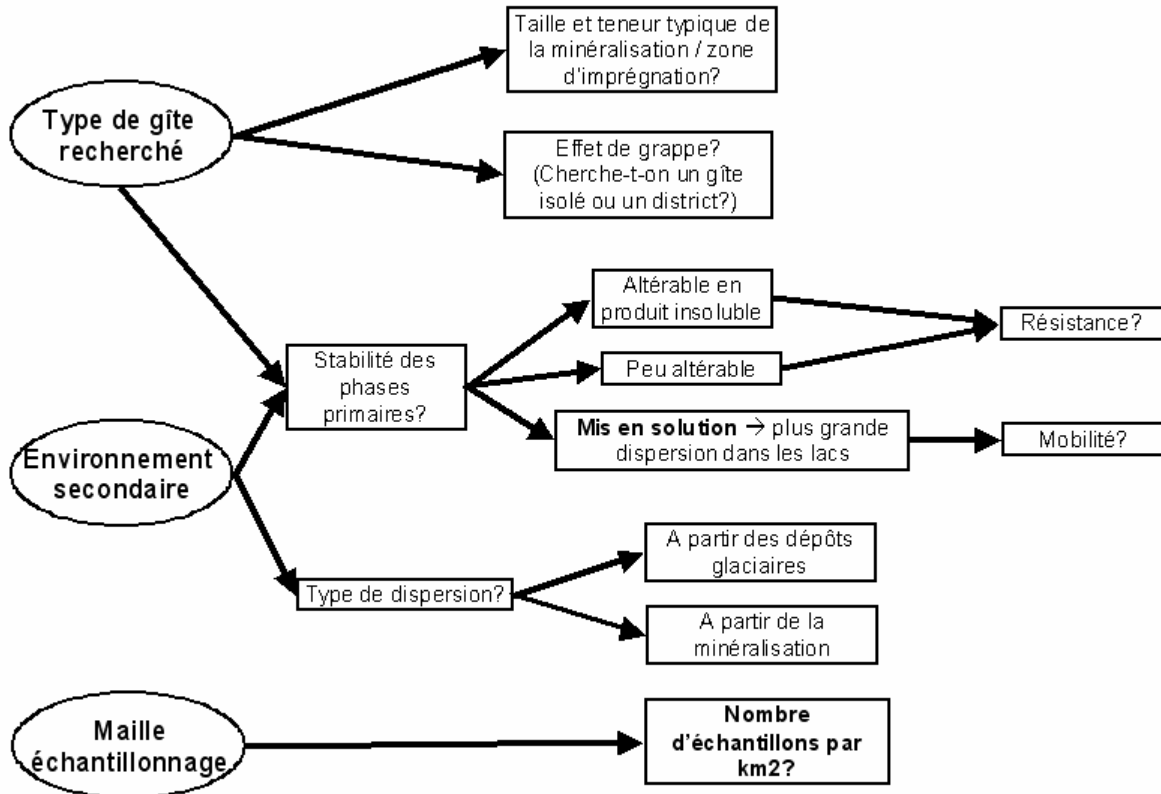 Taille et teneur typique de
la minéralisation / zone
d'imprégnation?
Type de gîte
recherché
Effet de grappe?
(Cherche-t-on un gîte
isolé ou un district?)
Altérable en
produit insoluble
Résistance?
Stabilité des
phases
primaires?
Peu altérable
Mis en solution → plus grande
dispersion dans les lacs
Mobilité?
Environnement
secondaire
A partir des dépôts
glaciaires
Type de dispersion?
A partir de la
minéralisation
Maille
échantillonnage
Nombre
d'échantillons par
km2?